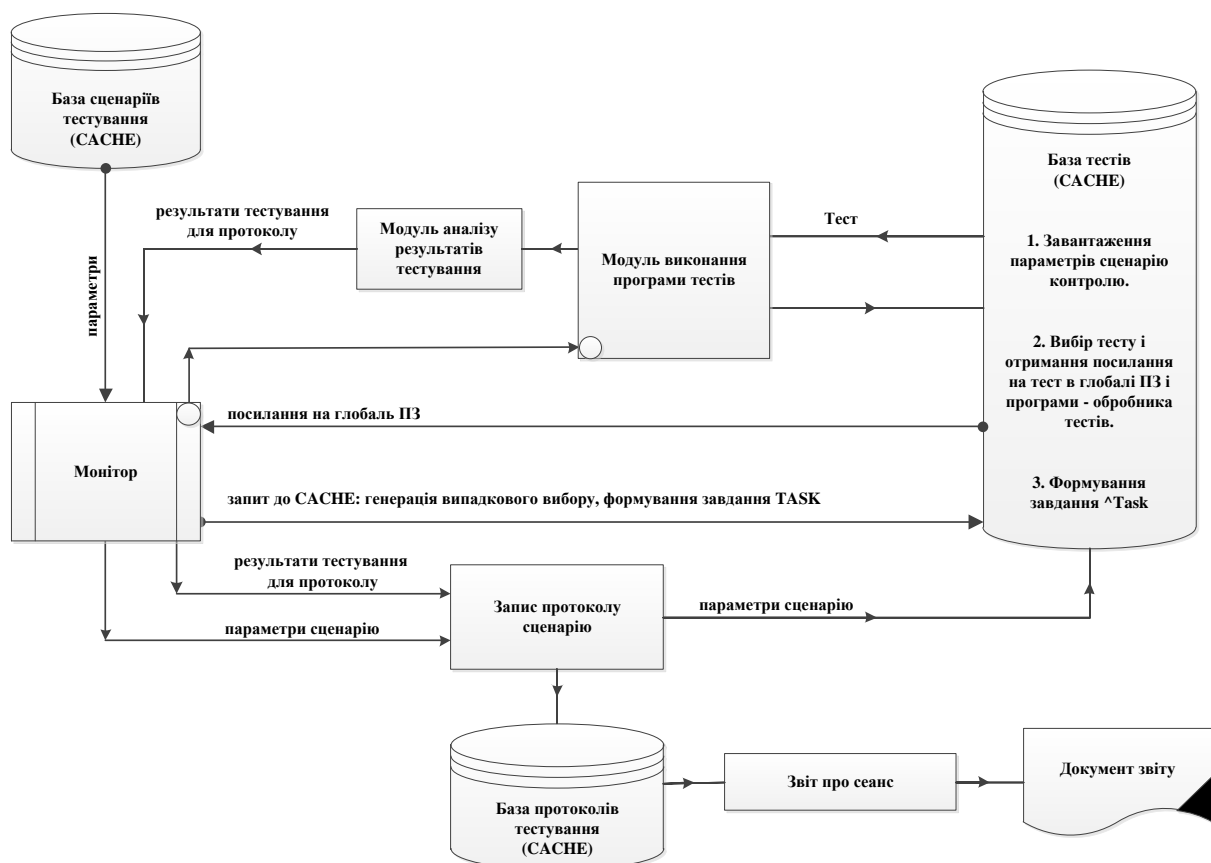 База сценаріїв
тестування
(CACHE)
параметри
результати тестування
для протоколу
Модуль аналізу
результатів
тестування
Модуль виконання
програми тестів
Тест
База тестів
(CACHE)
1. Завантаження
параметрів сценарію
контролю.
2. Вибір тесту і
отримання посилання
на тест в глобалі ПЗ і
програми - обробника
тестів.
3. Формування
завдання ^Task
Монітор
посилання на глобаль ПЗ
запит до CACHE: генерація випадкового вибору, формування завдання TASK
результати тестування
для протоколу
параметри сценарію
Запис протоколу
сценарію
параметри сценарію
База протоколів
тестування
(CACHE)
Звіт про сеанс
Документ звіту